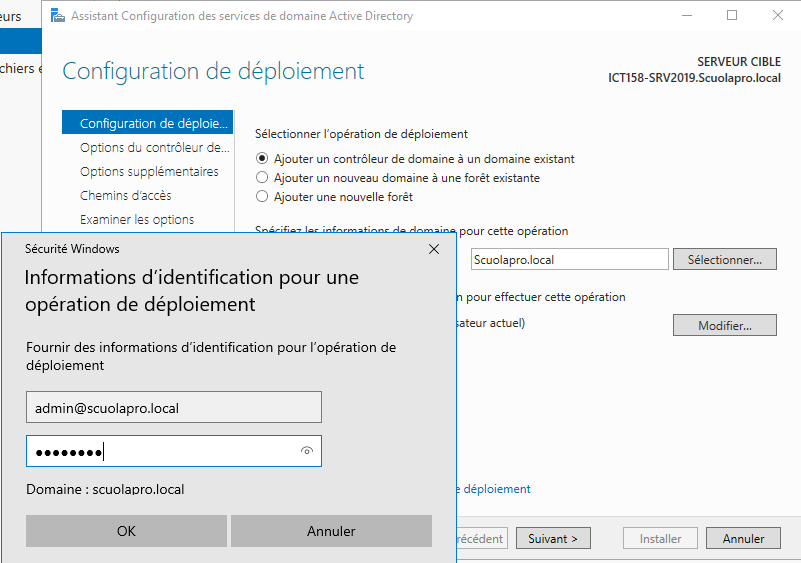 eurs
Assistant Configuration des services de domaine Active Directory
chiers e
Configuration de déploiement
SERVEUR CIBLE
ICT158-SRV2019.Scuolapro.local
Configuration de déploie...
Options du contrôleur de...
Options supplémentaires
Chemins d'accès
Examiner les options
Sélectionner l'opération de déploiement
Ajouter un contrôleur de domaine à un domaine existant
Ajouter un nouveau domaine à une forêt existante
Ajouter une nouvelle forêt
Spécifiez les informations de domaine pour cette opération
Scuolapro.local
Sélectionner...
n pour effectuer cette opération
sateur actuel)
Modifier...
Sécurité Windows
Informations d'identification pour une
opération de déploiement
Fournir des informations d'identification pour l'opération de
déploiement
admin@scuolapro.local
●●●●●●●●
Domaine : scuolapro.local
OK
Annuler
e déploiement
récédent
Suivant >
Installer
Annuler